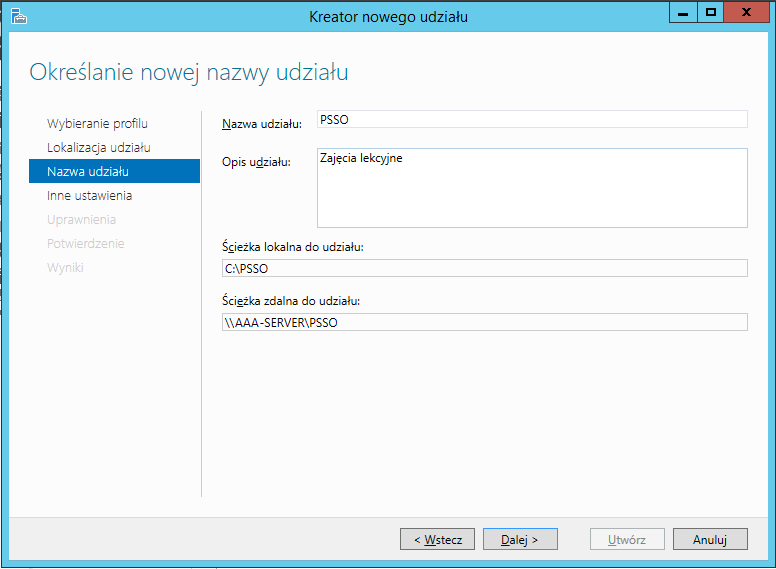 Kreator nowego udziału
Określanie nowej nazwy udziału
Wybieranie profilu
Lokalizacja udziału
Nazwa udziału
Inne ustawienia
Uprawnienia
Potwierdzenie
Wyniki
Nazwa udziału:
PSSO
Opis udziału:
Zajęcia lekcyjne
Ścieżka lokalna do udziału:
C:\PSSO
Ścieżka zdalna do udziału:
\\AAA-SERVER\PSSO
< Wstecz
Dalej >
Utwórz
Anuluj